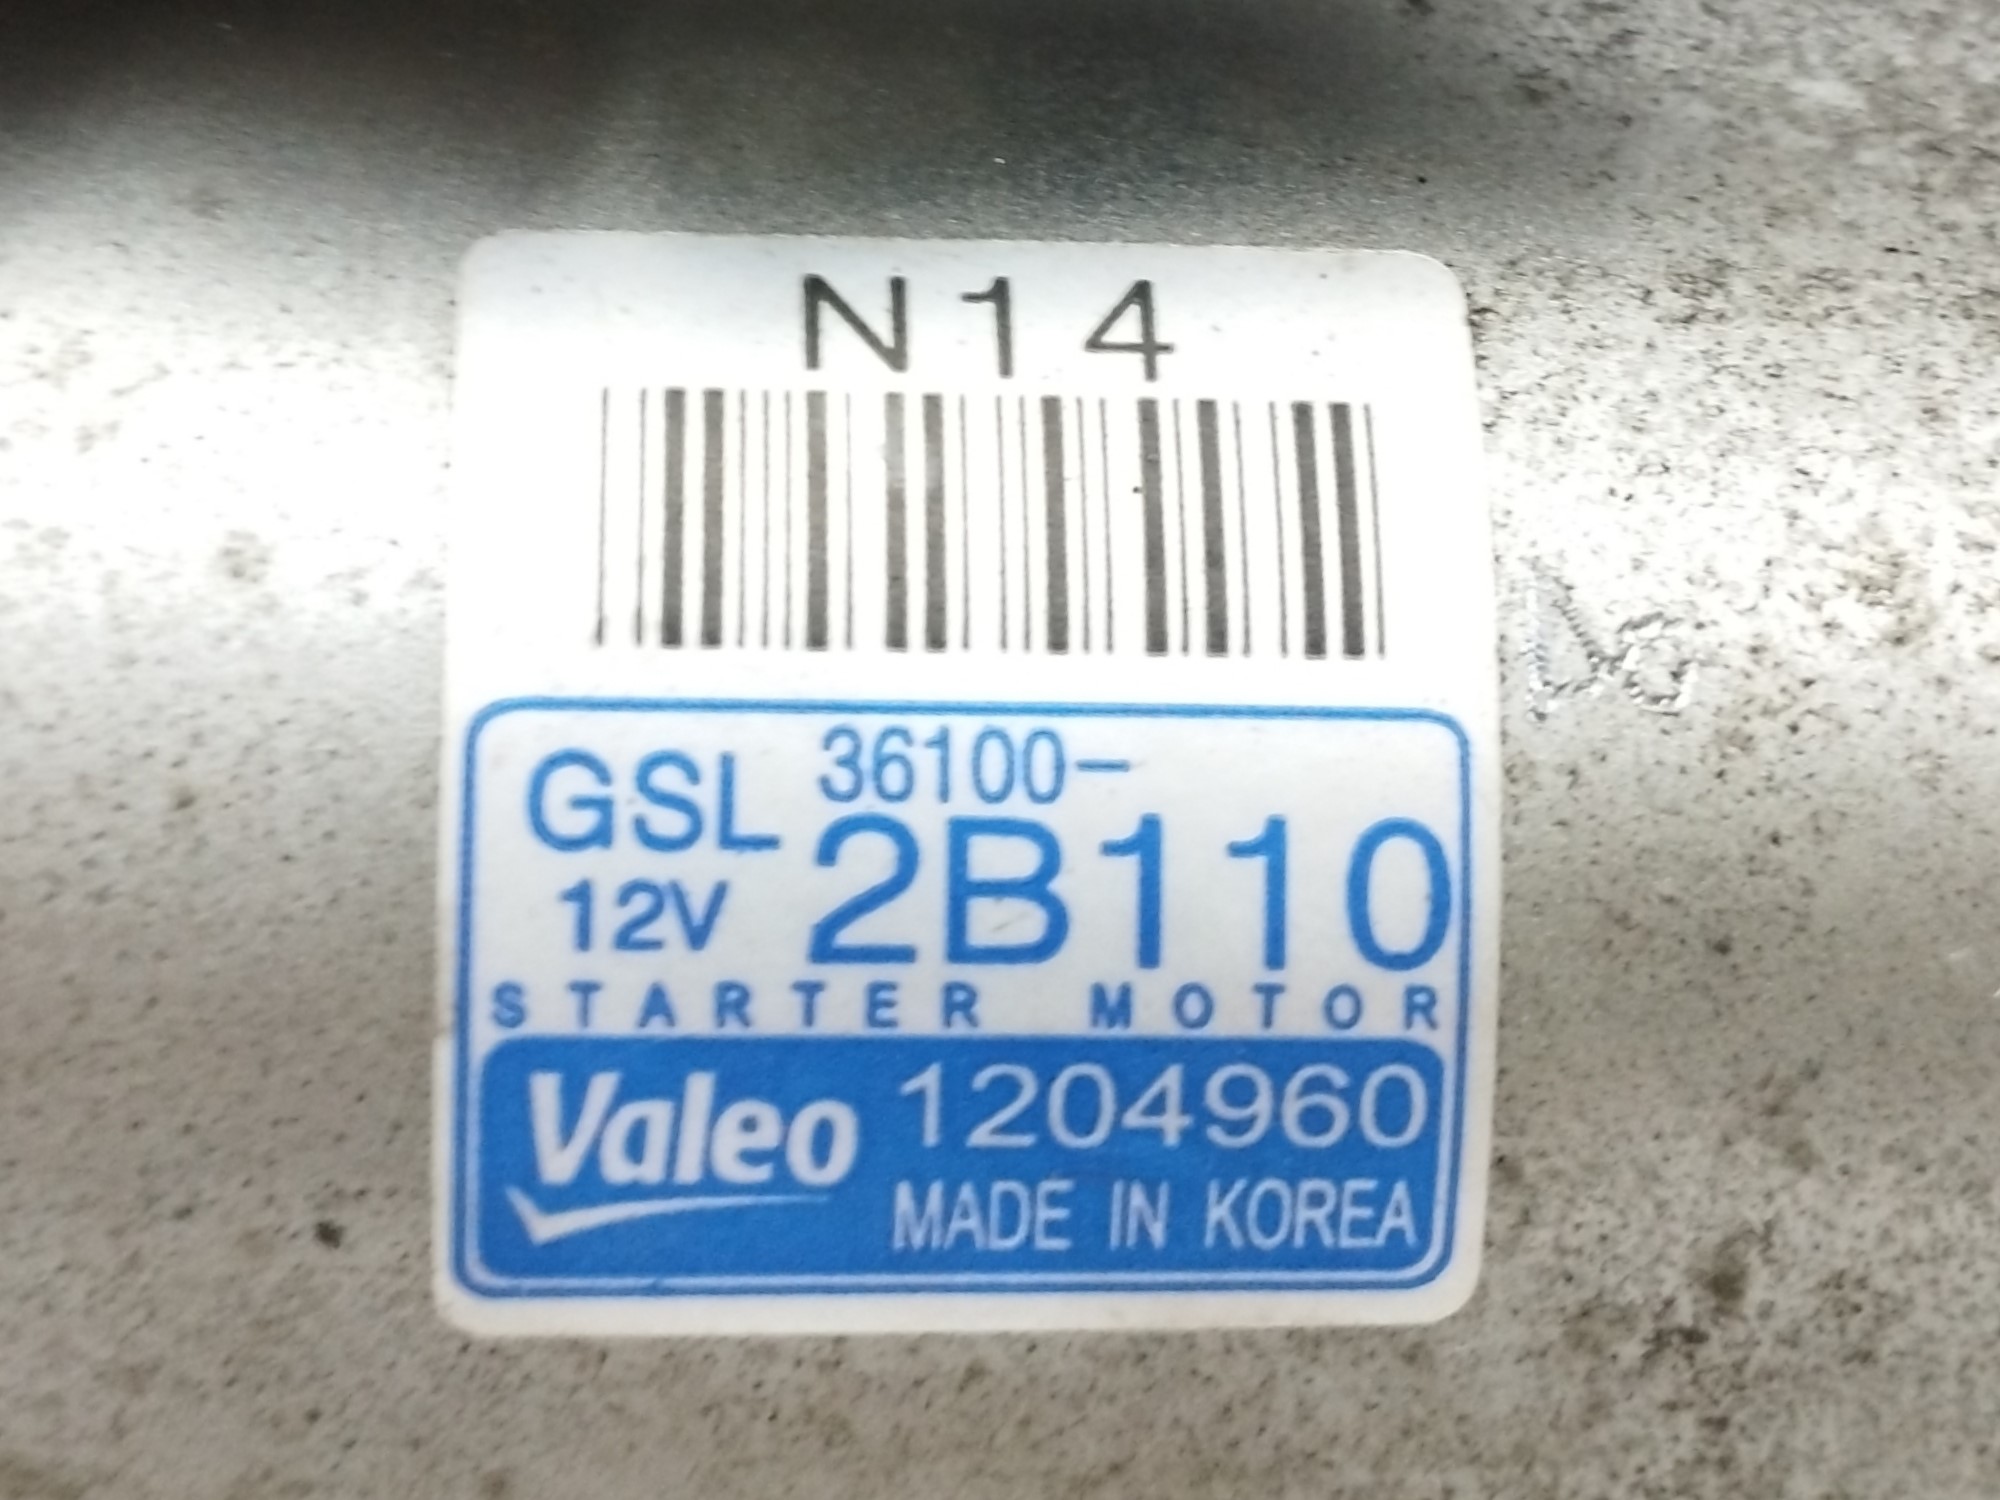 N14
GSL 36100-
12V 2B110
STARTER MOTOR
Valeo 1204960
MADE IN KOREA